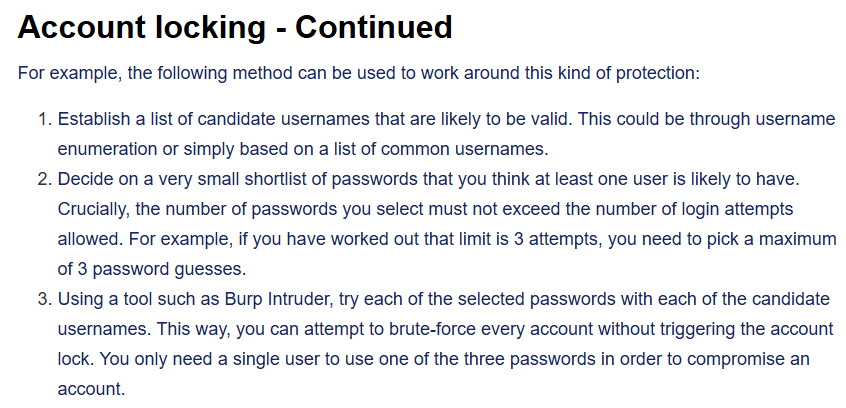 Account locking - Continued
For example, the following method can be used to work around this kind of protection:
1. Establish a list of candidate usernames that are likely to be valid. This could be through username
enumeration or simply based on a list of common usernames.
2. Decide on a very small shortlist of passwords that you think at least one user is likely to have.
Crucially, the number of passwords you select must not exceed the number of login attempts
allowed. For example, if you have worked out that limit is 3 attempts, you need to pick a maximum
of 3 password guesses.
3. Using a tool such as Burp Intruder, try each of the selected passwords with each of the candidate
usernames. This way, you can attempt to brute-force every account without triggering the account
lock. You only need a single user to use one of the three passwords in order to compromise an
account.